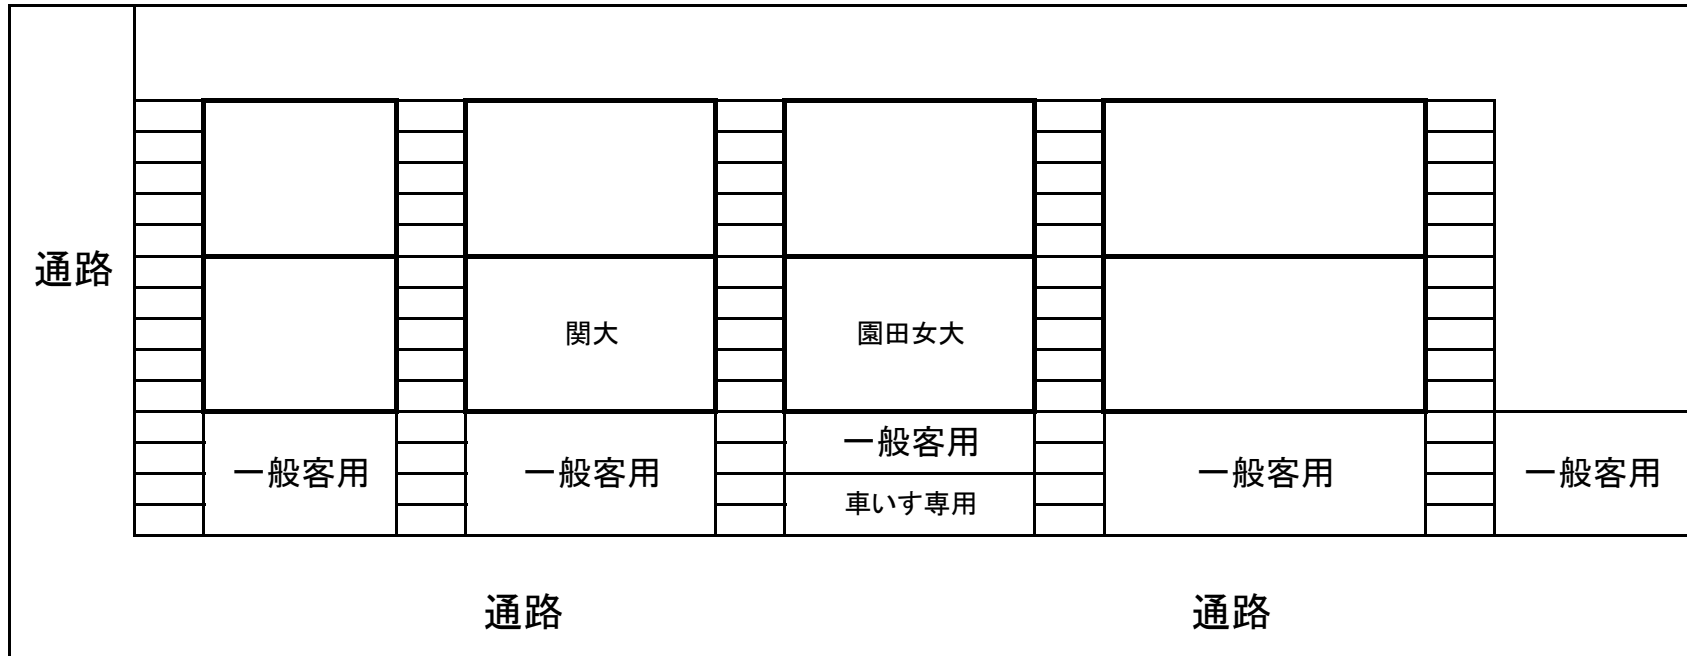 通路
関大
園田女大
一般客用
一般客用
一般客用
車いす専用
一般客用
一般客用
通路
通路